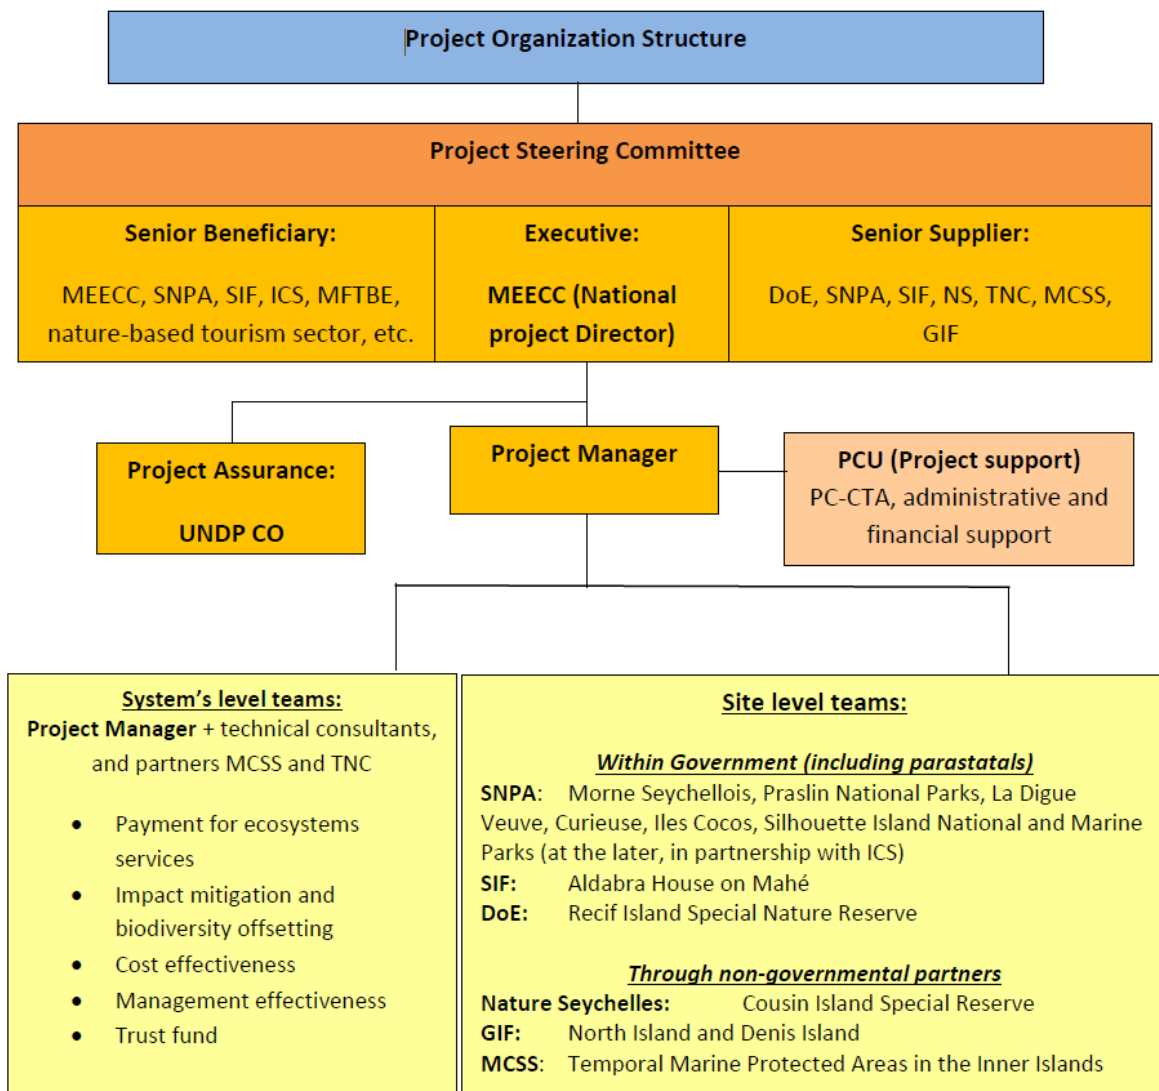 Project Organization Structure
Project Steering Committee
Senior Beneficiary:
MEECC, SNPA, SIF, ICS, MFTBE,
nature-based tourism sector, etc.
Executive:
MEECC (National
project Director)
Senior Supplier:
DoE, SNPA, SIF, NS, TNC, MCSS,
GIF
Project Assurance:
UNDP CO
Project Manager
PCU (Project support)
PC-CTA, administrative and
financial support
System's level teams:
Project Manager + technical consultants,
and partners MCSS and TNC
• Payment for ecosystems
services
• Impact mitigation and
biodiversity offsetting
• Cost effectiveness
• Management effectiveness
• Trust fund
Site level teams:
Within Government (including parastatals)
SNPA: Morne Seychellois, Praslin National Parks, La Digue
Veuve, Curieuse, Iles Cocos, Silhouette Island National and Marine
Parks (at the later, in partnership with ICS)
SIF: Aldabra House on Mahé
DoE: Recif Island Special Nature Reserve
Through non-governmental partners
Nature Seychelles: Cousin Island Special Reserve
GIF: North Island and Denis Island
MCSS: Temporal Marine Protected Areas in the Inner Islands